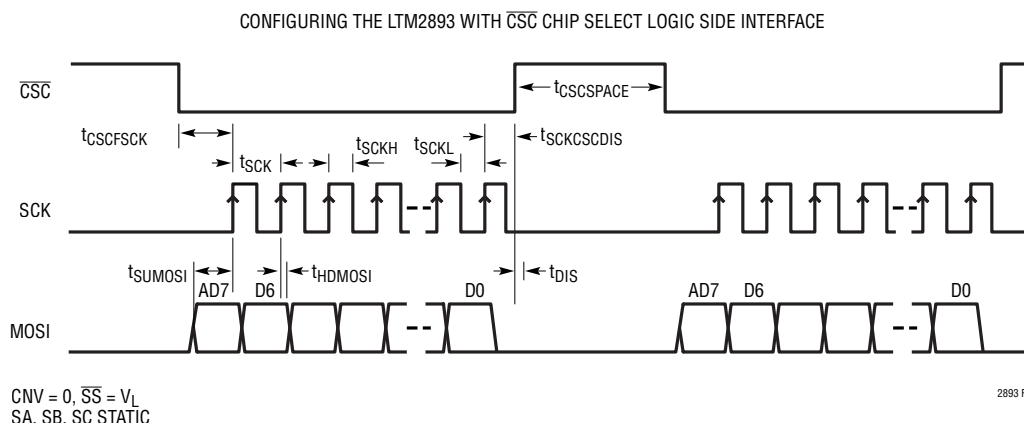 CONFIGURING THE LTM2893 WITH CSC CHIP SELECT LOGIC SIDE INTERFACE
CSC
tCSCSPACE
tCSCFSCK
tSCK
tSCKH
tSCKL
tSCKCSCDIS
SCK
tSUMOSI
tHDMOSI
tDIS
AD7 D6 D0 AD7 D6 D0
MOSI
CNV = 0, SS = VL
SA, SB, SC STATIC
2893 F